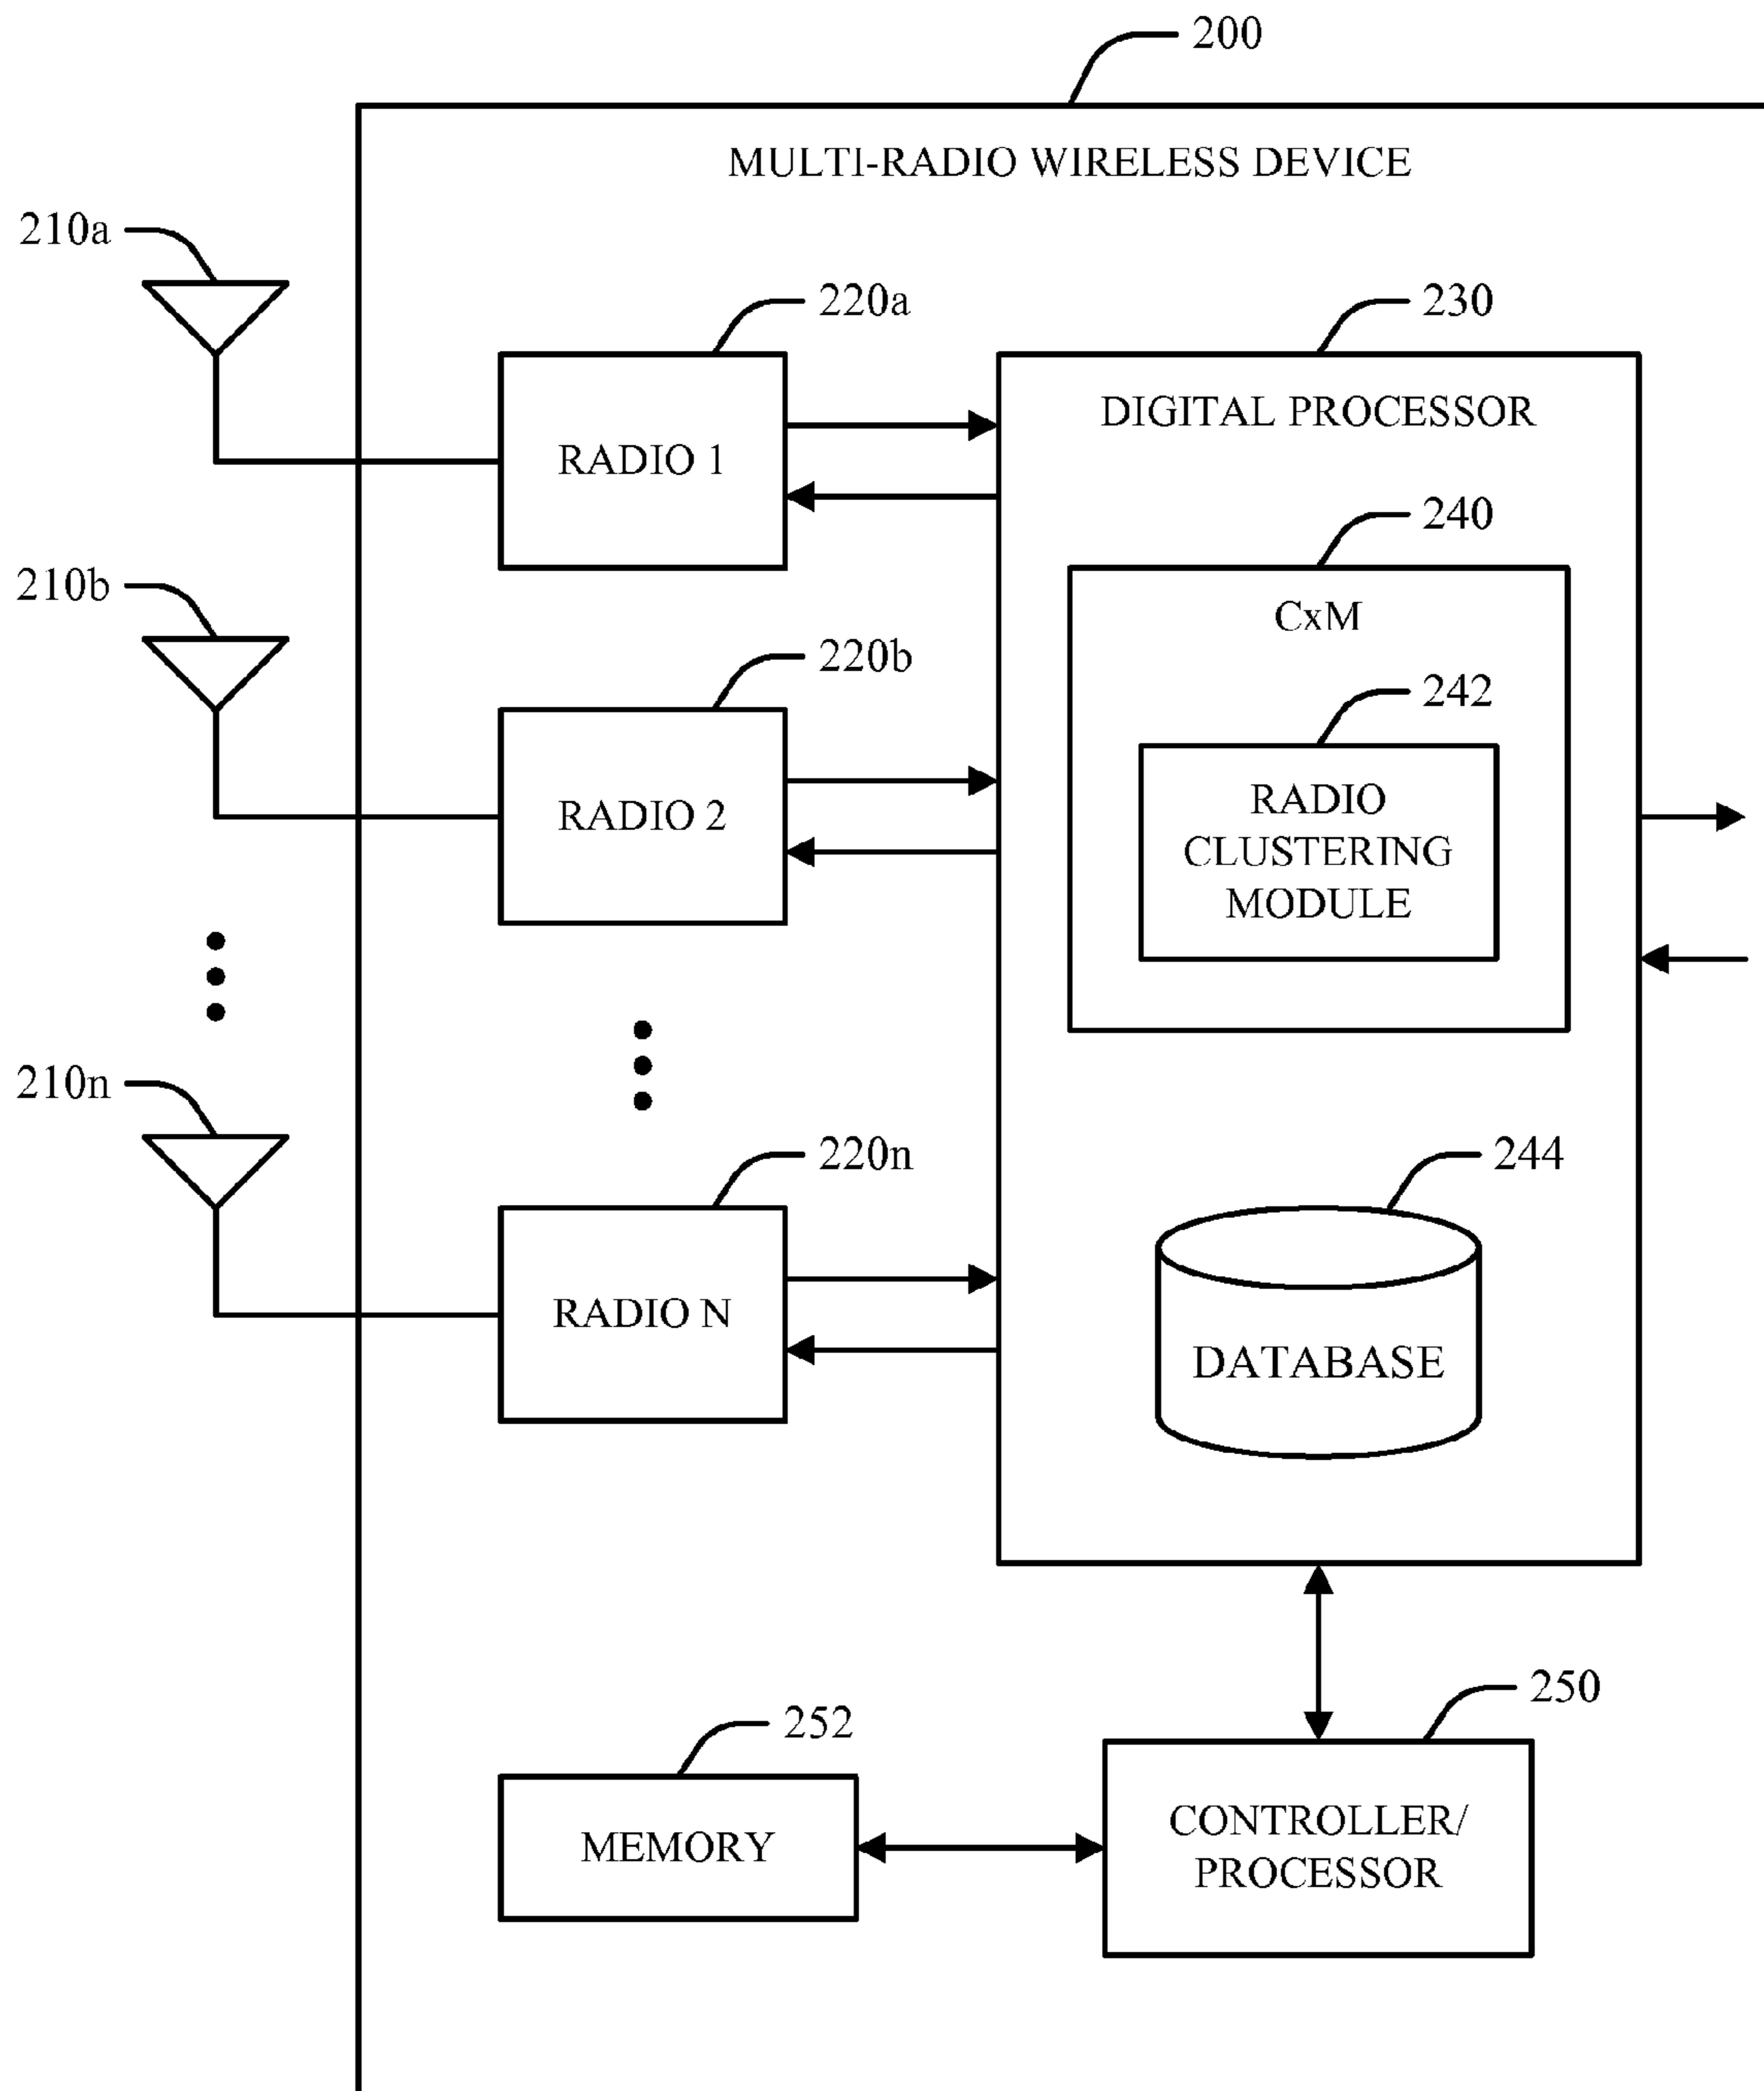 200
MULTI-RADIO WIRELESS DEVICE
210a
220a
230
RADIO 1
DIGITAL PROCESSOR
240
CxM
210b
220b
242
RADIO 2
RADIO
CLUSTERING
MODULE
210n
220n
244
RADIO N
DATABASE
250
252
MEMORY
CONTROLLER/
PROCESSOR